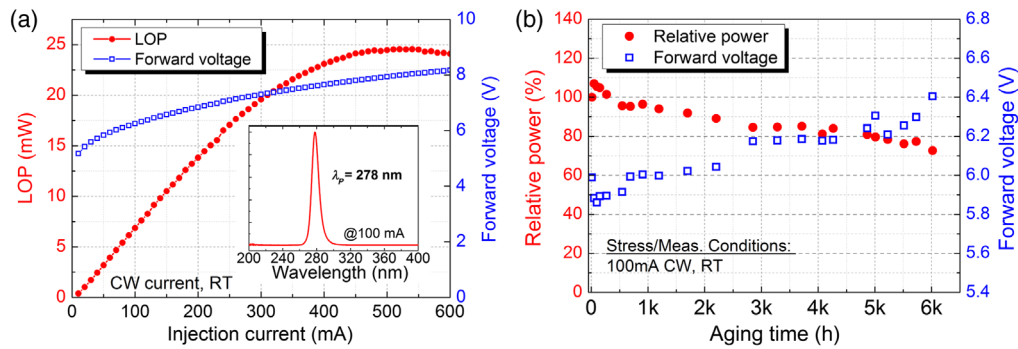 (a)
LOP
Forward voltage
LOP (mW)
25
20
15
10
5
0
10
8
6
4
2
0
Forward voltage (V)
λP = 278 nm
@100 mA
200 240 280 320 360 400
Wavelength (nm)
CW current, RT
0 100 200 300 400 500 600
Injection current (mA)
(b)
Relative power
Forward voltage
Relative power (%)
140
120
100
80
60
40
20
0
6.8
6.6
6.4
6.2
6.0
5.8
5.6
5.4
Forward voltage (V)
Stress/Meas. Conditions:
100mA CW, RT
0 1k 2k 3k 4k 5k 6k
Aging time (h)